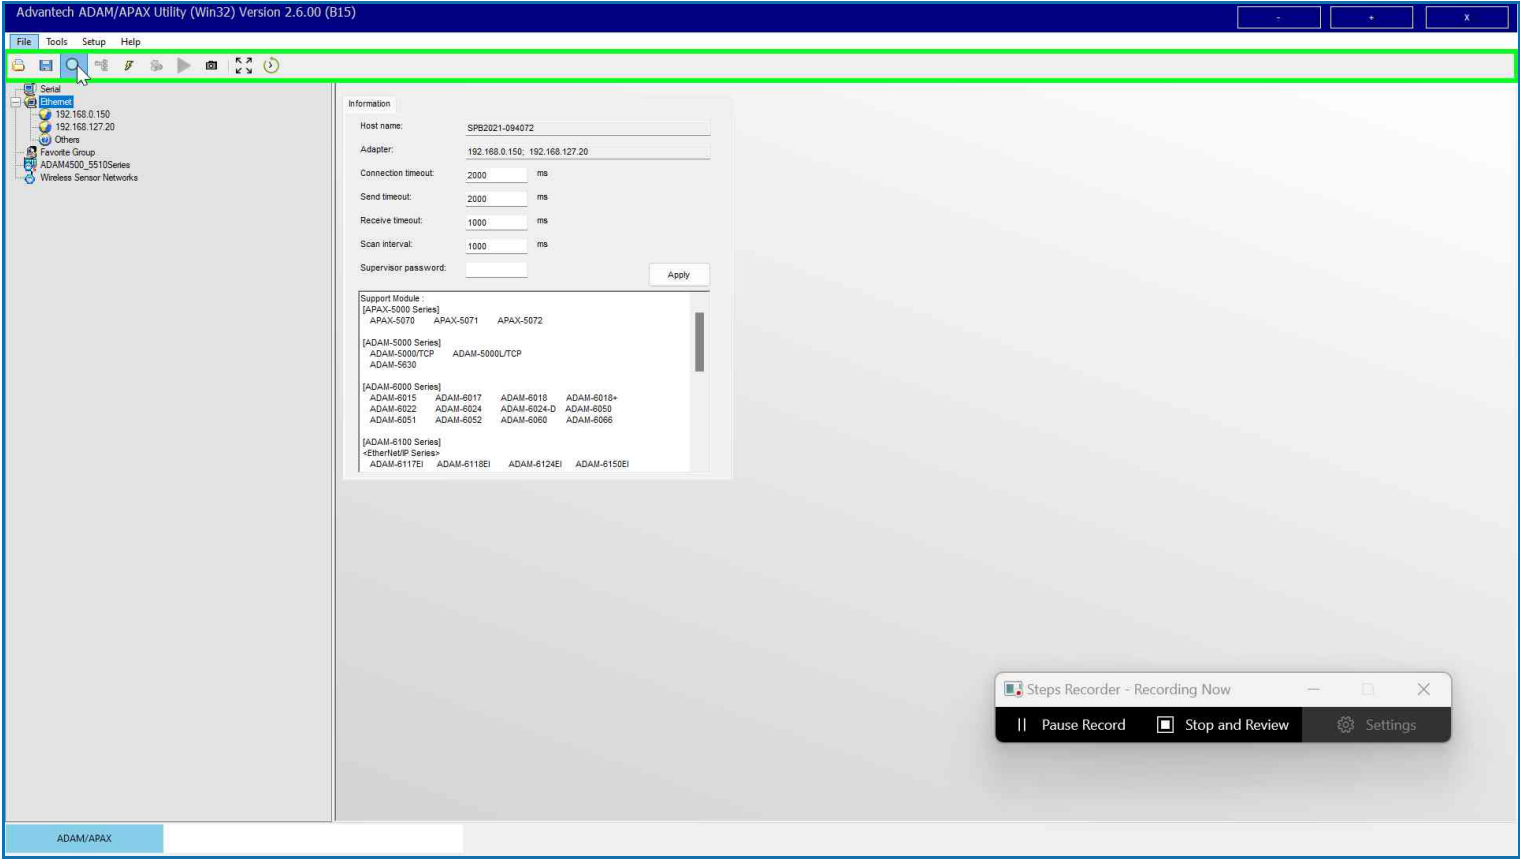 Advantech ADAM/APAX Utility (Win32) Version 2.6.00 (B15)
- + X
File Tools Setup Help
Serial
Ethernet
192.168.0.150
192.168.127.20
Others
Favorite Group
ADAM4500_5510Series
Wireless Sensor Networks
Information
Host name: SPB2021-094072
Adapter: 192.168.0.150; 192.168.127.20
Connection timeout: 2000 ms
Send timeout: 2000 ms
Receive timeout: 1000 ms
Scan interval: 1000 ms
Supervisor password:
Apply
Support Module :
[APAX-5000 Series]
APAX-5070 APAX-5071 APAX-5072
[ADAM-5000 Series]
ADAM-5000/TCP ADAM-5000L/TCP
ADAM-5630
[ADAM-6000 Series]
ADAM-6015 ADAM-6017 ADAM-6018 ADAM-6018+
ADAM-6022 ADAM-6024 ADAM-6024-D ADAM-6050
ADAM-6051 ADAM-6052 ADAM-6060 ADAM-6066
[ADAM-6100 Series]
<EtherNet/IP Series>
ADAM-6117EI ADAM-6118EI ADAM-6124EI ADAM-6150EI
Steps Recorder - Recording Now
Pause Record Stop and Review Settings
ADAM/APAX